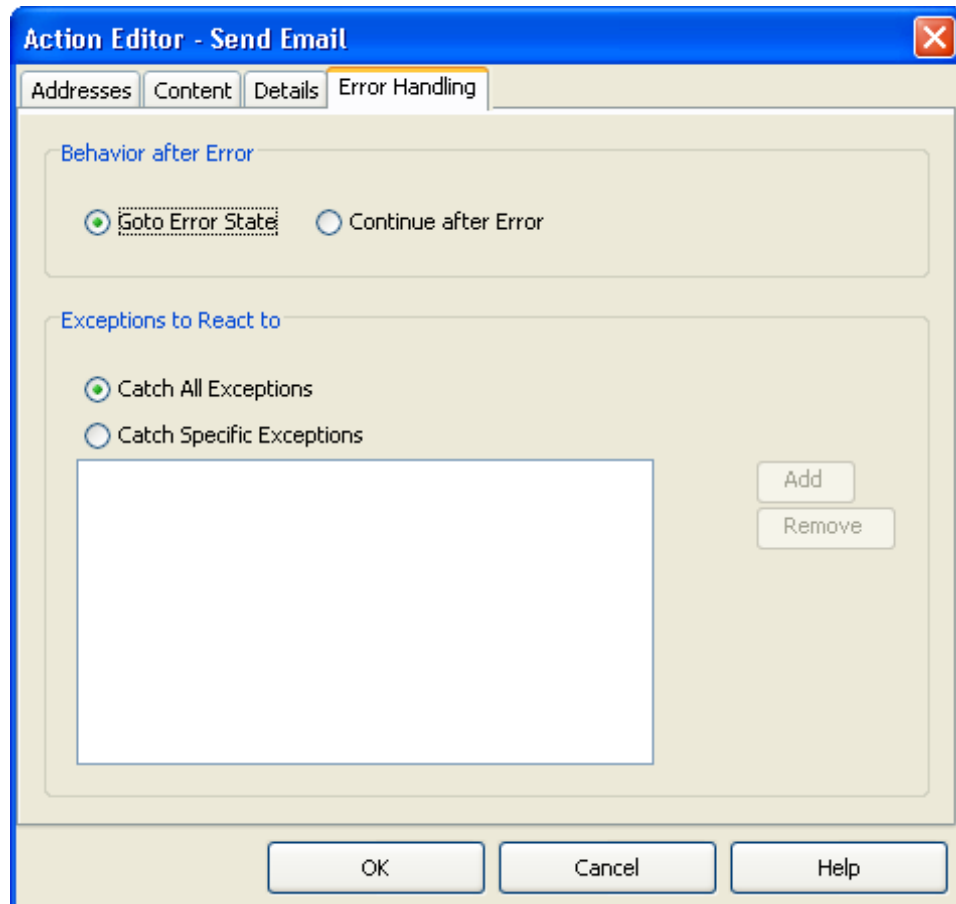 Action Editor - Send Email
Addresses Content Details Error Handling
Behavior after Error
Goto Error State Continue after Error
Exceptions to React to
Catch All Exceptions
Catch Specific Exceptions
Add
Remove
OK Cancel Help